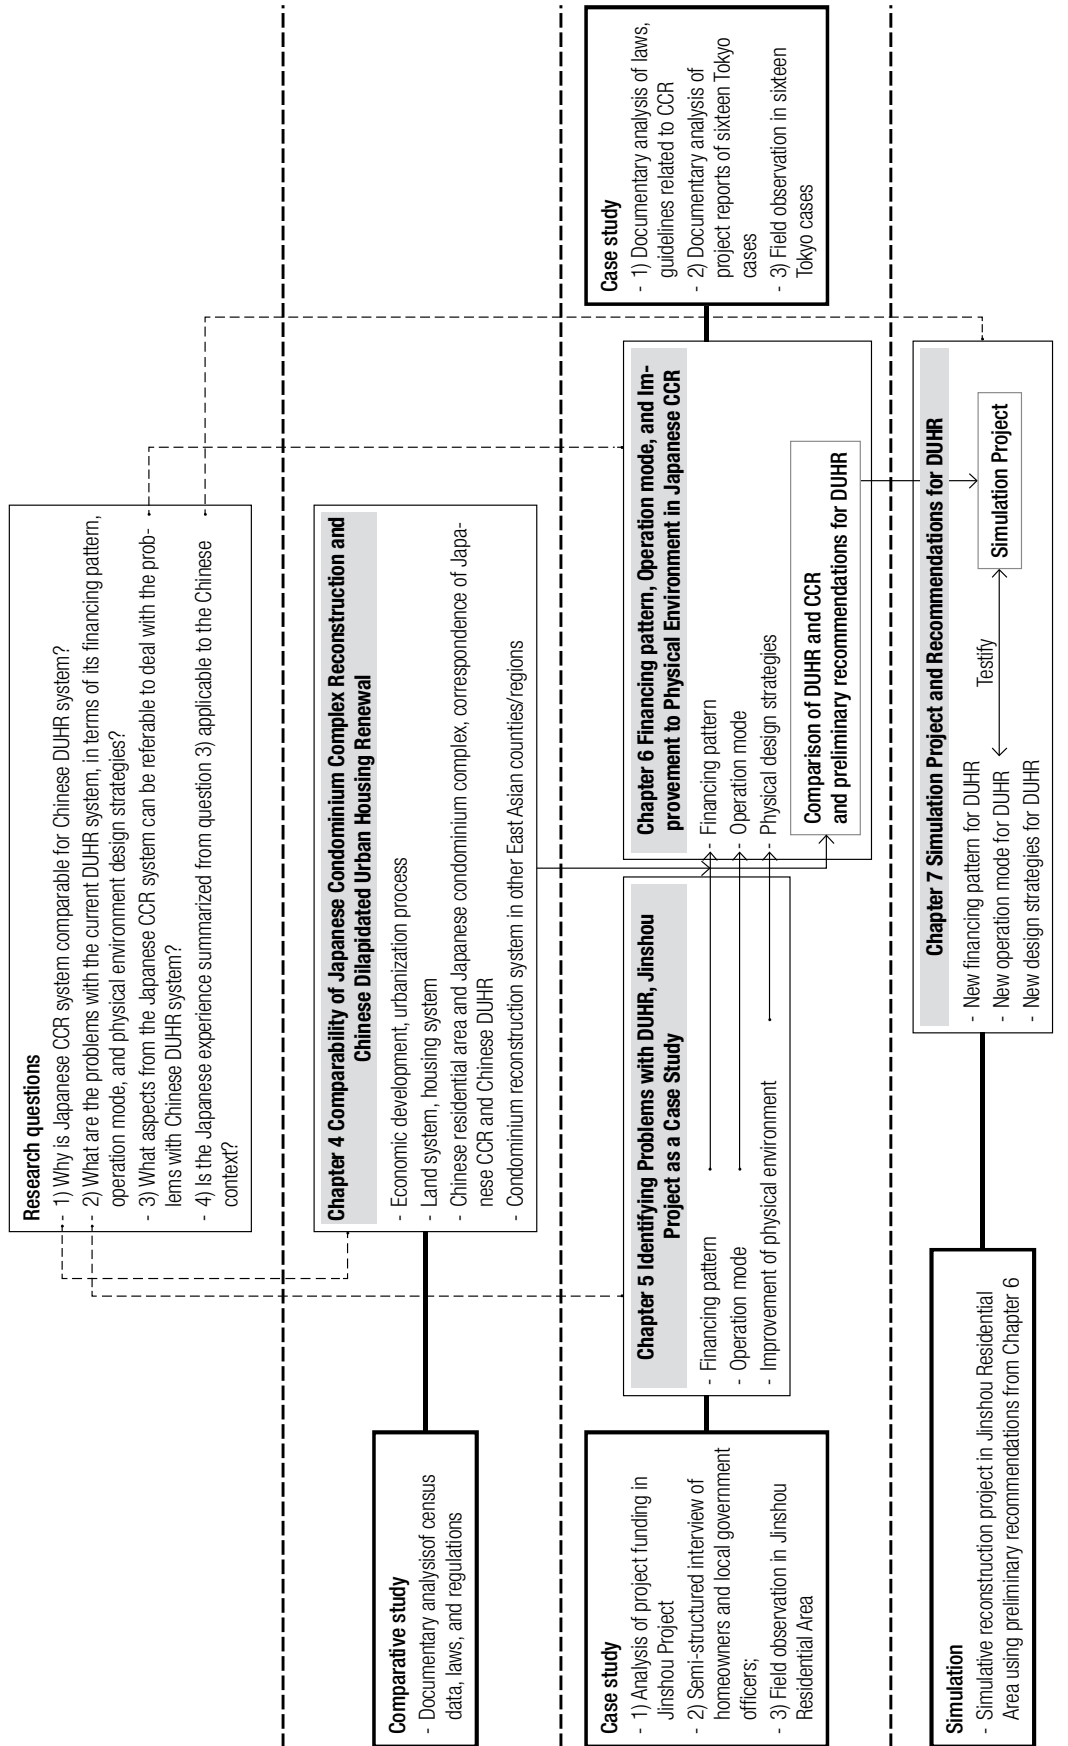 Research questions
- 1) Why is Japanese CCR system comparable for Chinese DUHR system?
- 2) What are the problems with the current DUHR system, in terms of its financing pattern,
operation mode, and physical environment design strategies?
- 3) What aspects from the Japanese CCR system can be referable to deal with the prob-
lems with Chinese DUHR system?
- 4) Is the Japanese experience summarized from question 3) applicable to the Chinese
context?
Comparative study
- Documentary analysisof census
data, laws, and regulations
Chapter 4 Comparability of Japanese Condominium Complex Reconstruction and
Chinese Dilapidated Urban Housing Renewal
- Economic development, urbanization process
- Land system, housing system
- Chinese residential area and Japanese condominium complex, correspondence of Japa-
nese CCR and Chinese DUHR
- Condominium reconstruction system in other East Asian counties/regions
Case study
- 1) Analysis of project funding in
Jinshou Project
- 2) Semi-structured interview of
homeowners and local government
officers;
- 3) Field observation in Jinshou
Residential Area
Chapter 5 Identifying Problems with DUHR, Jinshou
Project as a Case Study
- Financing pattern
- Operation mode
- Improvement of physical environment
Chapter 6 Financing pattern, Operation mode, and Im-
provement to Physical Environment in Japanese CCR
- Financing pattern
- Operation mode
- Physical design strategies
Comparison of DUHR and CCR
and preliminary recommendations for DUHR
Case study
- 1) Documentary analysis of laws,
guidelines related to CCR
- 2) Documentary analysis of
project reports of sixteen Tokyo
cases
- 3) Field observation in sixteen
Tokyo cases
Simulation
- Simulative reconstruction project in Jinshou Residential
Area using preliminary recommendations from Chapter 6
Chapter 7 Simulation Project and Recommendations for DUHR
- New financing pattern for DUHR
- New operation mode for DUHR
- New design strategies for DUHR
Testify
Simulation Project